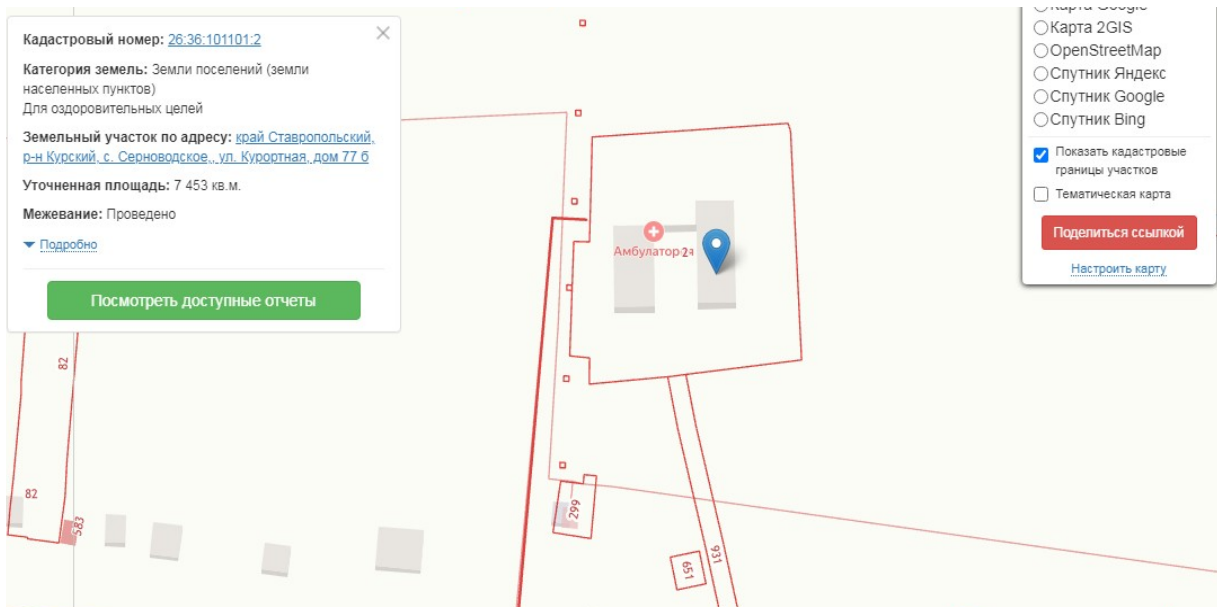 Кадастровый номер: 26:36:101101:2
Категория земель: Земли поселений (земли
населенных пунктов)
Для оздоровительных целей
Земельный участок по адресу: край Ставропольский,
р-н Курский, с. Серноводское,, ул. Курортная, дом 77 б
Уточненная площадь: 7 453 кв.м.
Межевание: Проведено
Подробно
Посмотреть доступные отчеты
Карта Google
Карта 2GIS
OpenStreetMap
Спутник Яндекс
Спутник Google
Спутник Bing
Показать кадастровые
границы участков
Тематическая карта
Поделиться ссылкой
Настроить карту
2
82
82
583
299
651
931